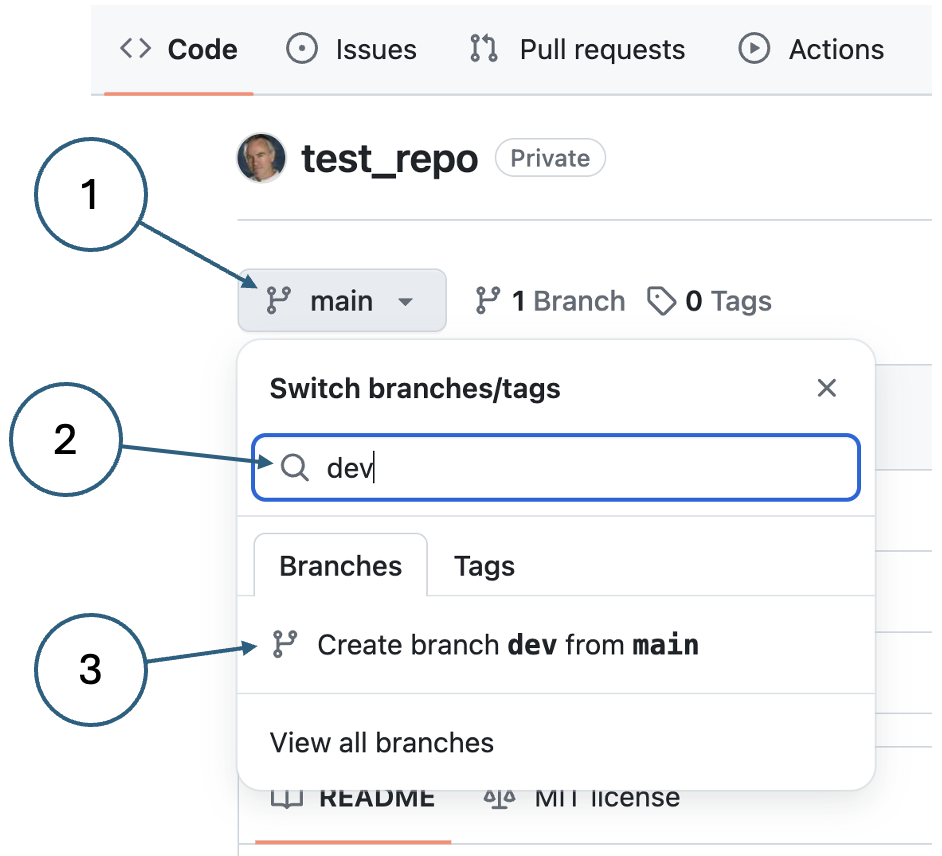 Code Issues Pull requests Actions
test_repo Private
1
main 1 Branch 0 Tags
Switch branches/tags
2
dev
Branches Tags
3
Create branch dev from main
View all branches
README MIT license